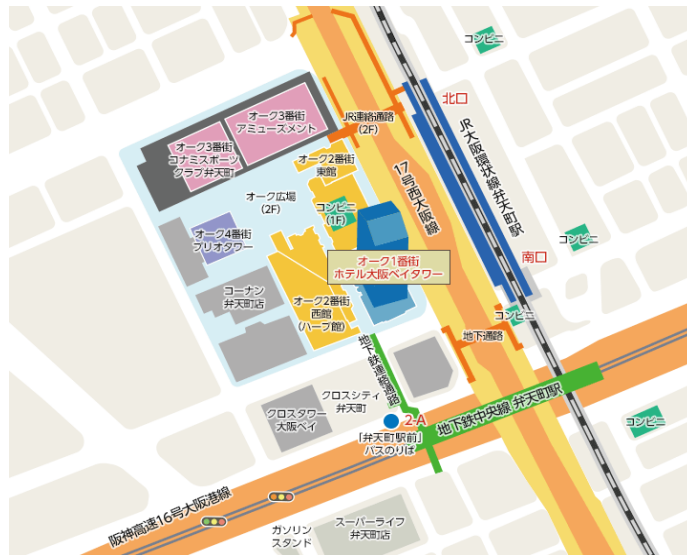 コンビニ
北口
オーク3番街
アミューズメント
JR連絡通路
(2F)
オーク3番街
コナミスポーツ
クラブ弁天町
オーク2番街
東館
17号西大阪線
JR大阪環状線弁天町駅
オーク広場
(2F)
コンビニ
(1F)
オーク4番街
プリオタワー
コンビニ
南口
オーク1番街
ホテル大阪ベイタワー
コーナン
弁天町店
オーク2番街
西館
(ハーブ館)
コンビニ
地下通路
地下鉄連絡通路
クロスシティ
弁天町
クロスタワー
大阪ベイ
2-A
「弁天町駅前」
バスのりば
地下鉄中央線 弁天町駅
コンビニ
阪神高速16号大阪港線
ガソリン
スタンド
スーパーライフ
弁天町店